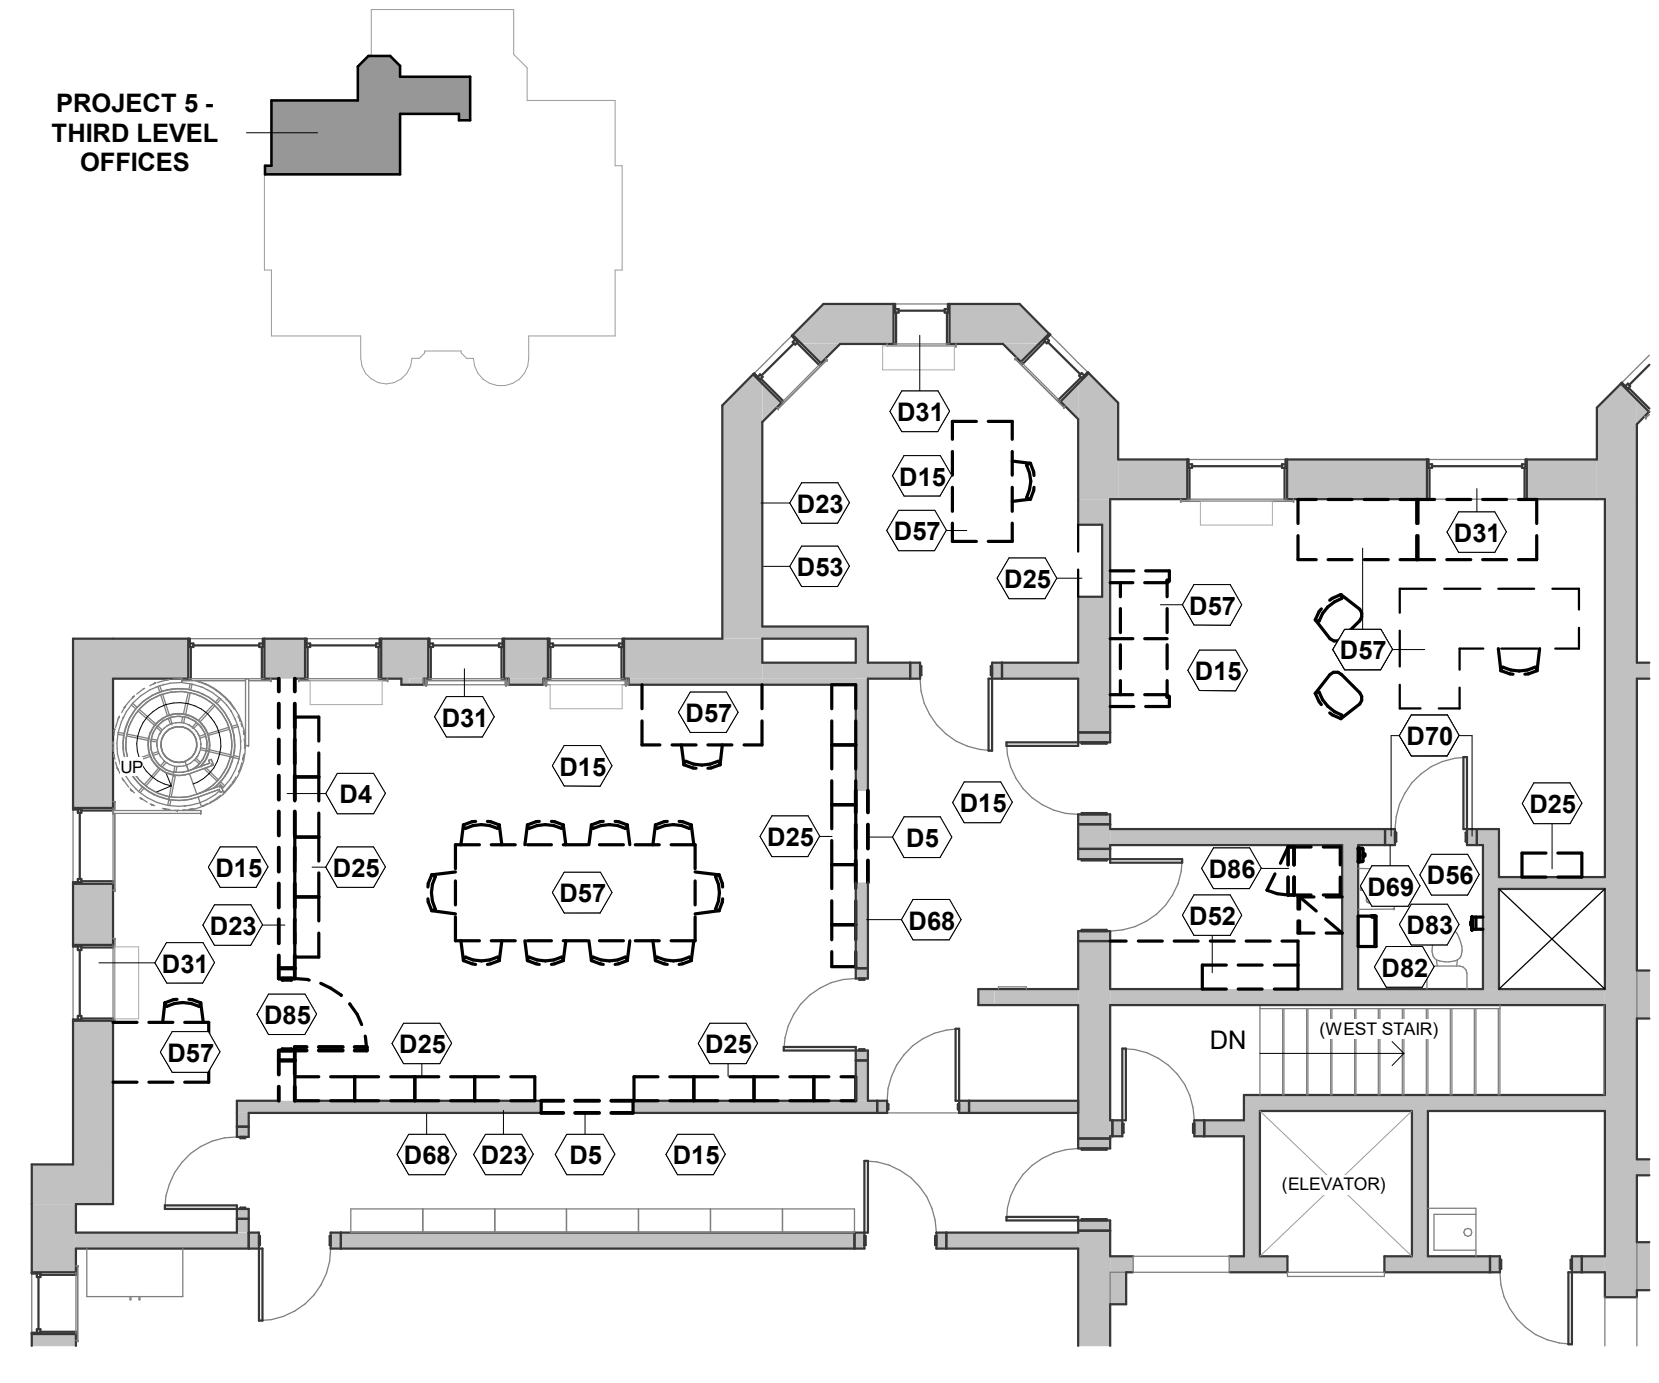 PROJECT 5 -
THIRD LEVEL
OFFICES
D31
D15
D23
D57
D53
D25
D31
D57
D57
D15
D57
D31
D70
UP
D15
D4
D15
D25
D5
D25
D15
D25
D86
D69
D56
D57
D23
D68
D52
D83
D31
D82
D85
D57
D25
D25
DN
(WEST STAIR)
D68
D23
D5
D15
(ELEVATOR)